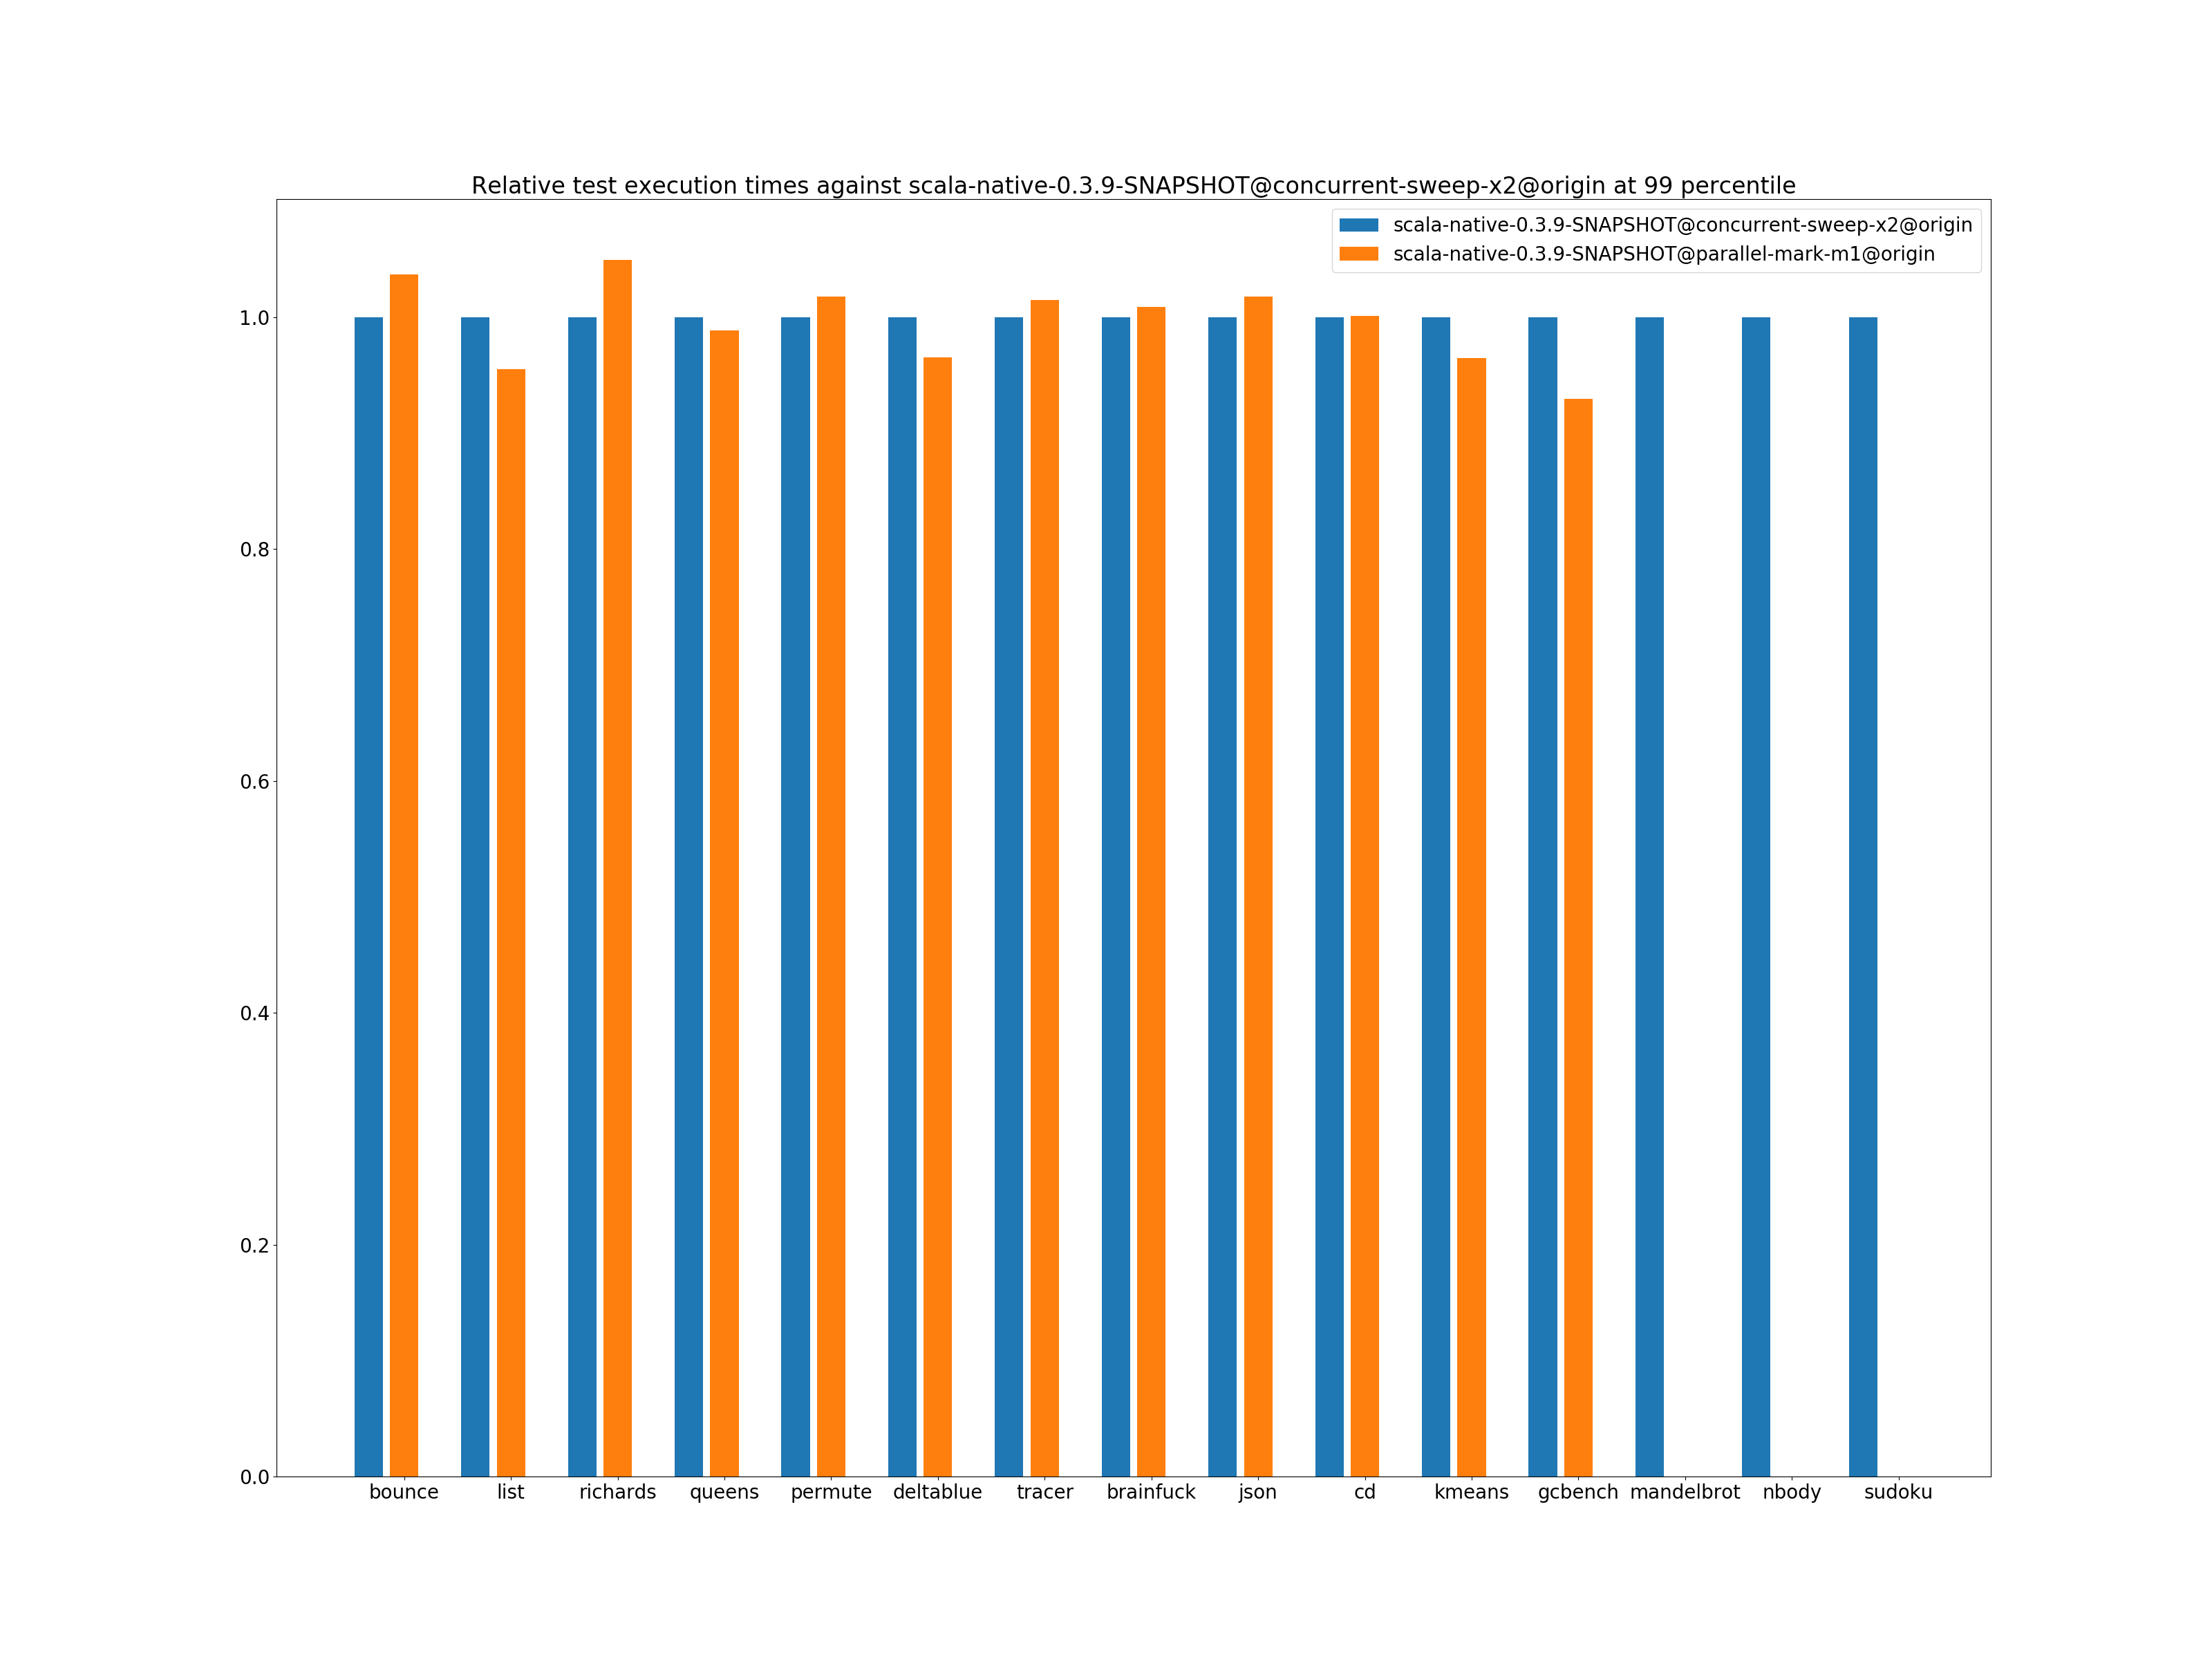 Relative test execution times against scala-native-0.3.9-SNAPSHOT@concurrent-sweep-x2@origin at 99 percentile
scala-native-0.3.9-SNAPSHOT@concurrent-sweep-x2@origin
scala-native-0.3.9-SNAPSHOT@parallel-mark-m1@origin
1.0
0.8
0.6
0.4
0.2
0.0
bounce list richards queens permute deltablue tracer brainfuck json cd kmeans gcbench mandelbrot nbody sudoku